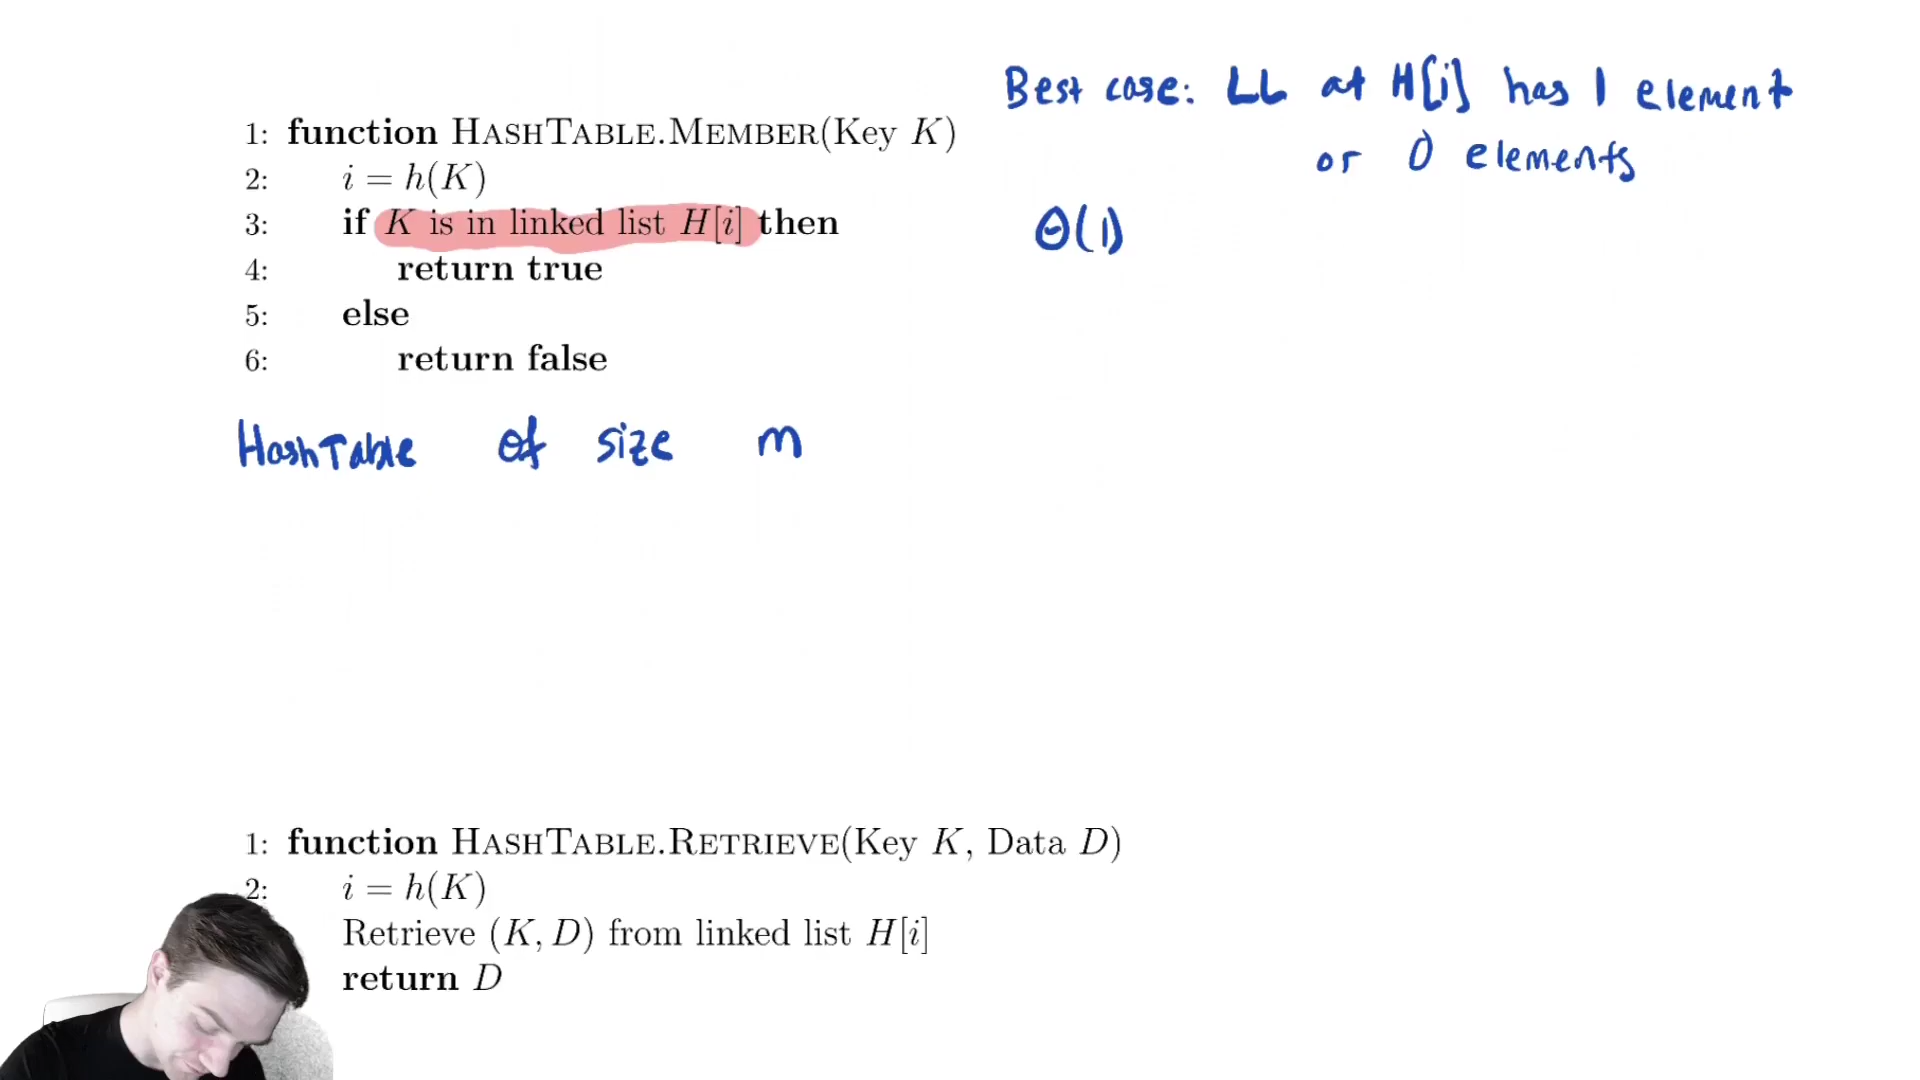 Best case: LL at H[i] has 1 element
or 0 elements
Θ(1)
1: function HASHTABLE.MEMBER(Key K)
2: i = h(K)
3: if K is in linked list H[i] then
4: return true
5: else
6: return false
HashTable of size m
1: function HASHTABLE.RETRIEVE(Key K, Data D)
2: i = h(K)
Retrieve (K, D) from linked list H[i]
return D